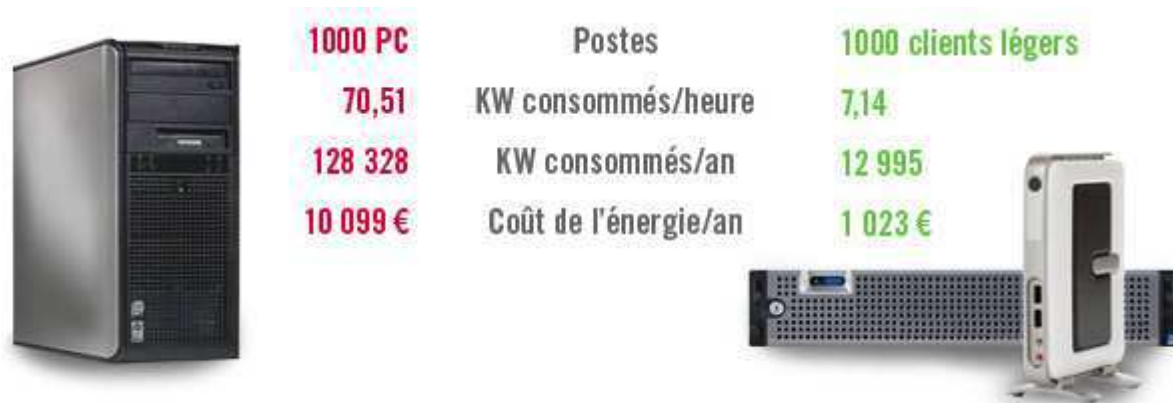 1000 PC Postes 1000 clients légers
70,51 KW consommés/heure 7,14
128 328 KW consommés/an 12 995
10 099 € Coût de l'énergie/an 1 023 €